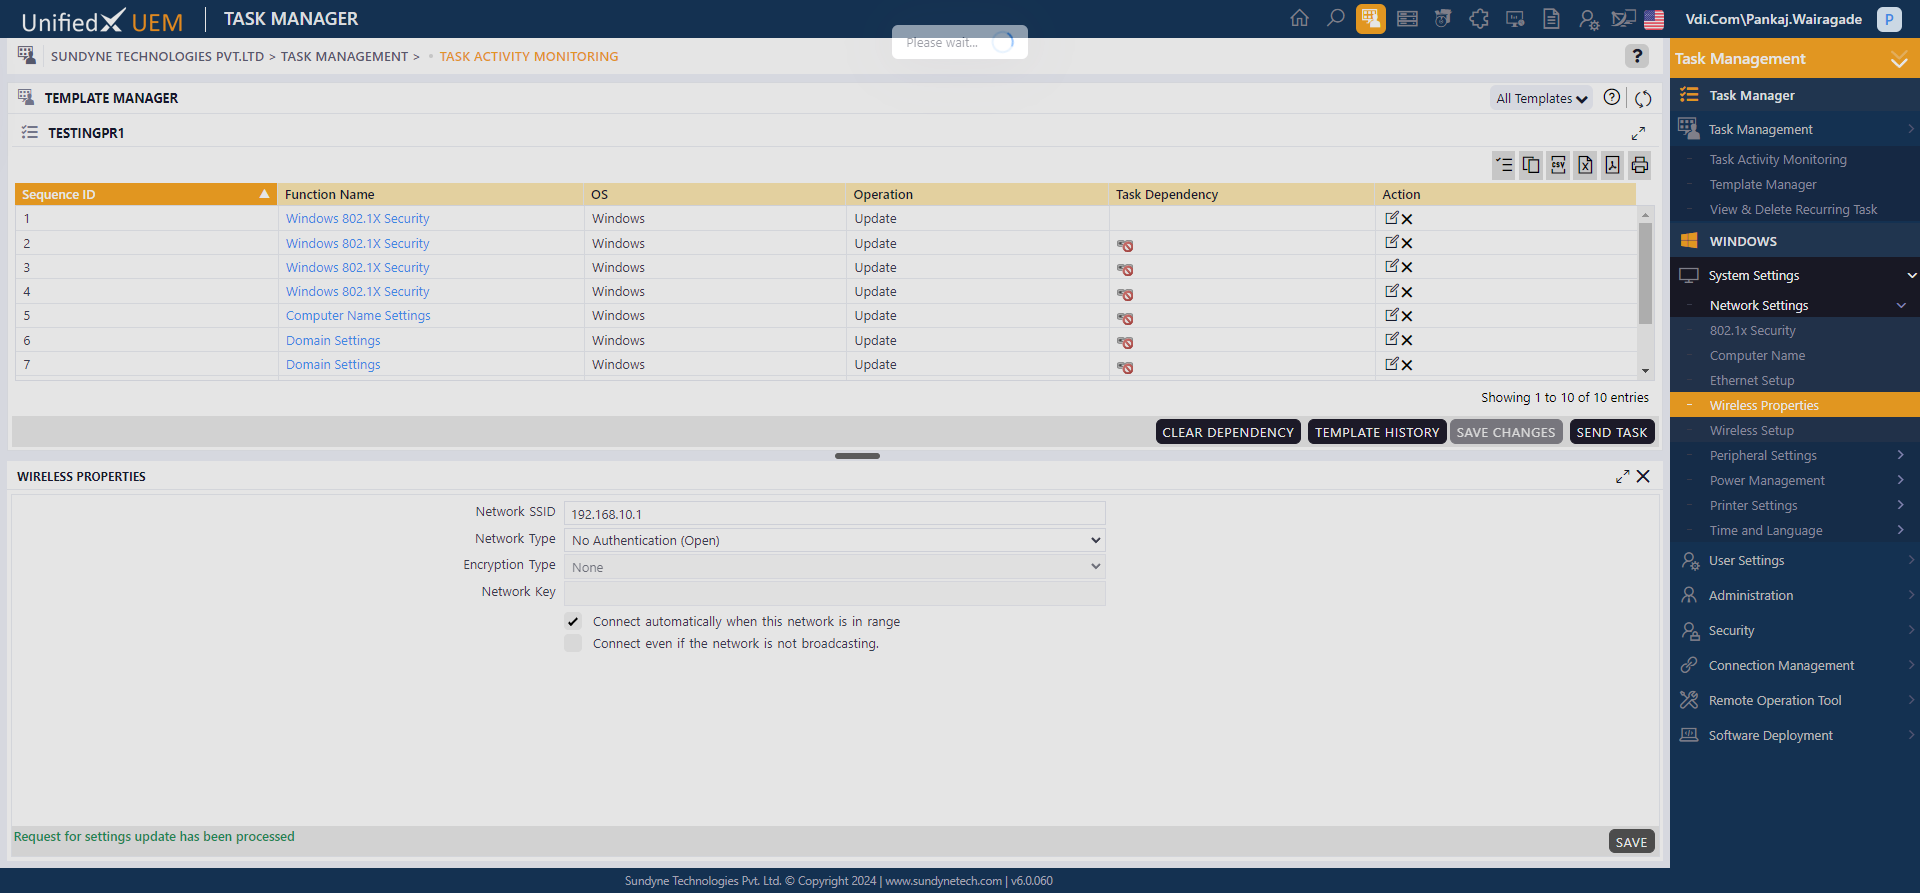 UnifiedX UEM
TASK MANAGER
Please wait...
Vdi.Com\Pankaj.Wairagade
P
SUNDYNE TECHNOLOGIES PVT.LTD > TASK MANAGEMENT > • TASK ACTIVITY MONITORING
?
TEMPLATE MANAGER
All Templates
?
TESTINGPR1
CSV
Sequence ID Function Name OS Operation Task Dependency Action
1 Windows 802.1X Security Windows Update
2 Windows 802.1X Security Windows Update
3 Windows 802.1X Security Windows Update
4 Windows 802.1X Security Windows Update
5 Computer Name Settings Windows Update
6 Domain Settings Windows Update
7 Domain Settings Windows Update
Showing 1 to 10 of 10 entries
CLEAR DEPENDENCY TEMPLATE HISTORY SAVE CHANGES SEND TASK
WIRELESS PROPERTIES
Network SSID 192.168.10.1
Network Type No Authentication (Open)
Encryption Type None
Network Key
Connect automatically when this network is in range
Connect even if the network is not broadcasting.
Request for settings update has been processed
SAVE
Task Management
Task Manager
Task Management
Task Activity Monitoring
Template Manager
View & Delete Recurring Task
WINDOWS
System Settings
Network Settings
802.1x Security
Computer Name
Ethernet Setup
Wireless Properties
Wireless Setup
Peripheral Settings
Power Management
Printer Settings
Time and Language
User Settings
Administration
Security
Connection Management
Remote Operation Tool
Software Deployment
Sundyne Technologies Pvt. Ltd. © Copyright 2024 | www.sundynetech.com | v6.0.060